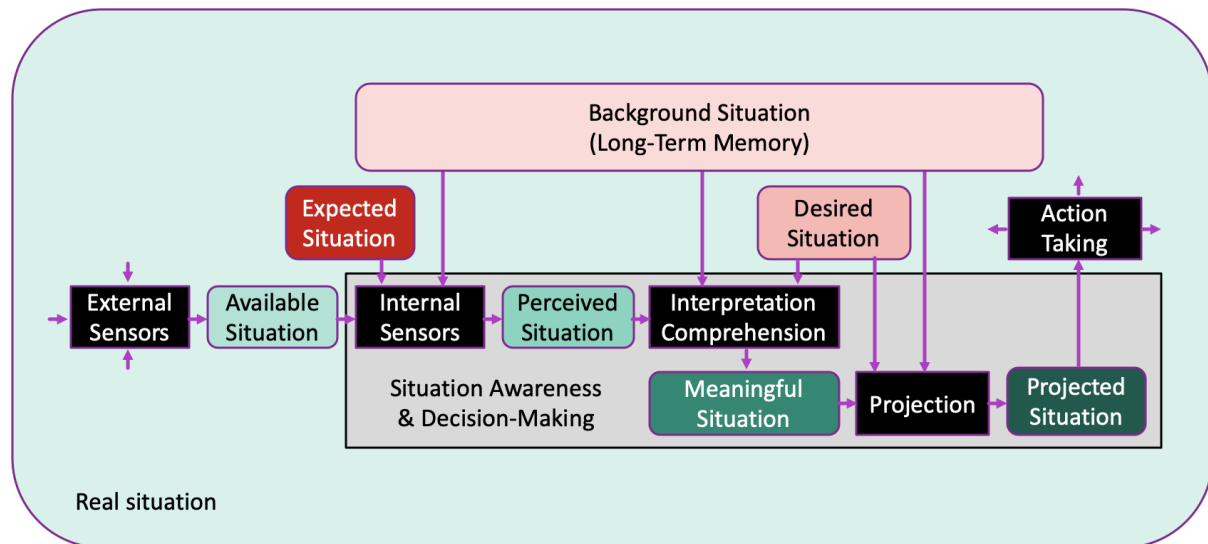 Background Situation
(Long-Term Memory)
Expected
Situation
Desired
Situation
Action
Taking
External
Sensors
Available
Situation
Internal
Sensors
Perceived
Situation
Interpretation
Comprehension
Situation Awareness
& Decision-Making
Meaningful
Situation
Projection
Projected
Situation
Real situation